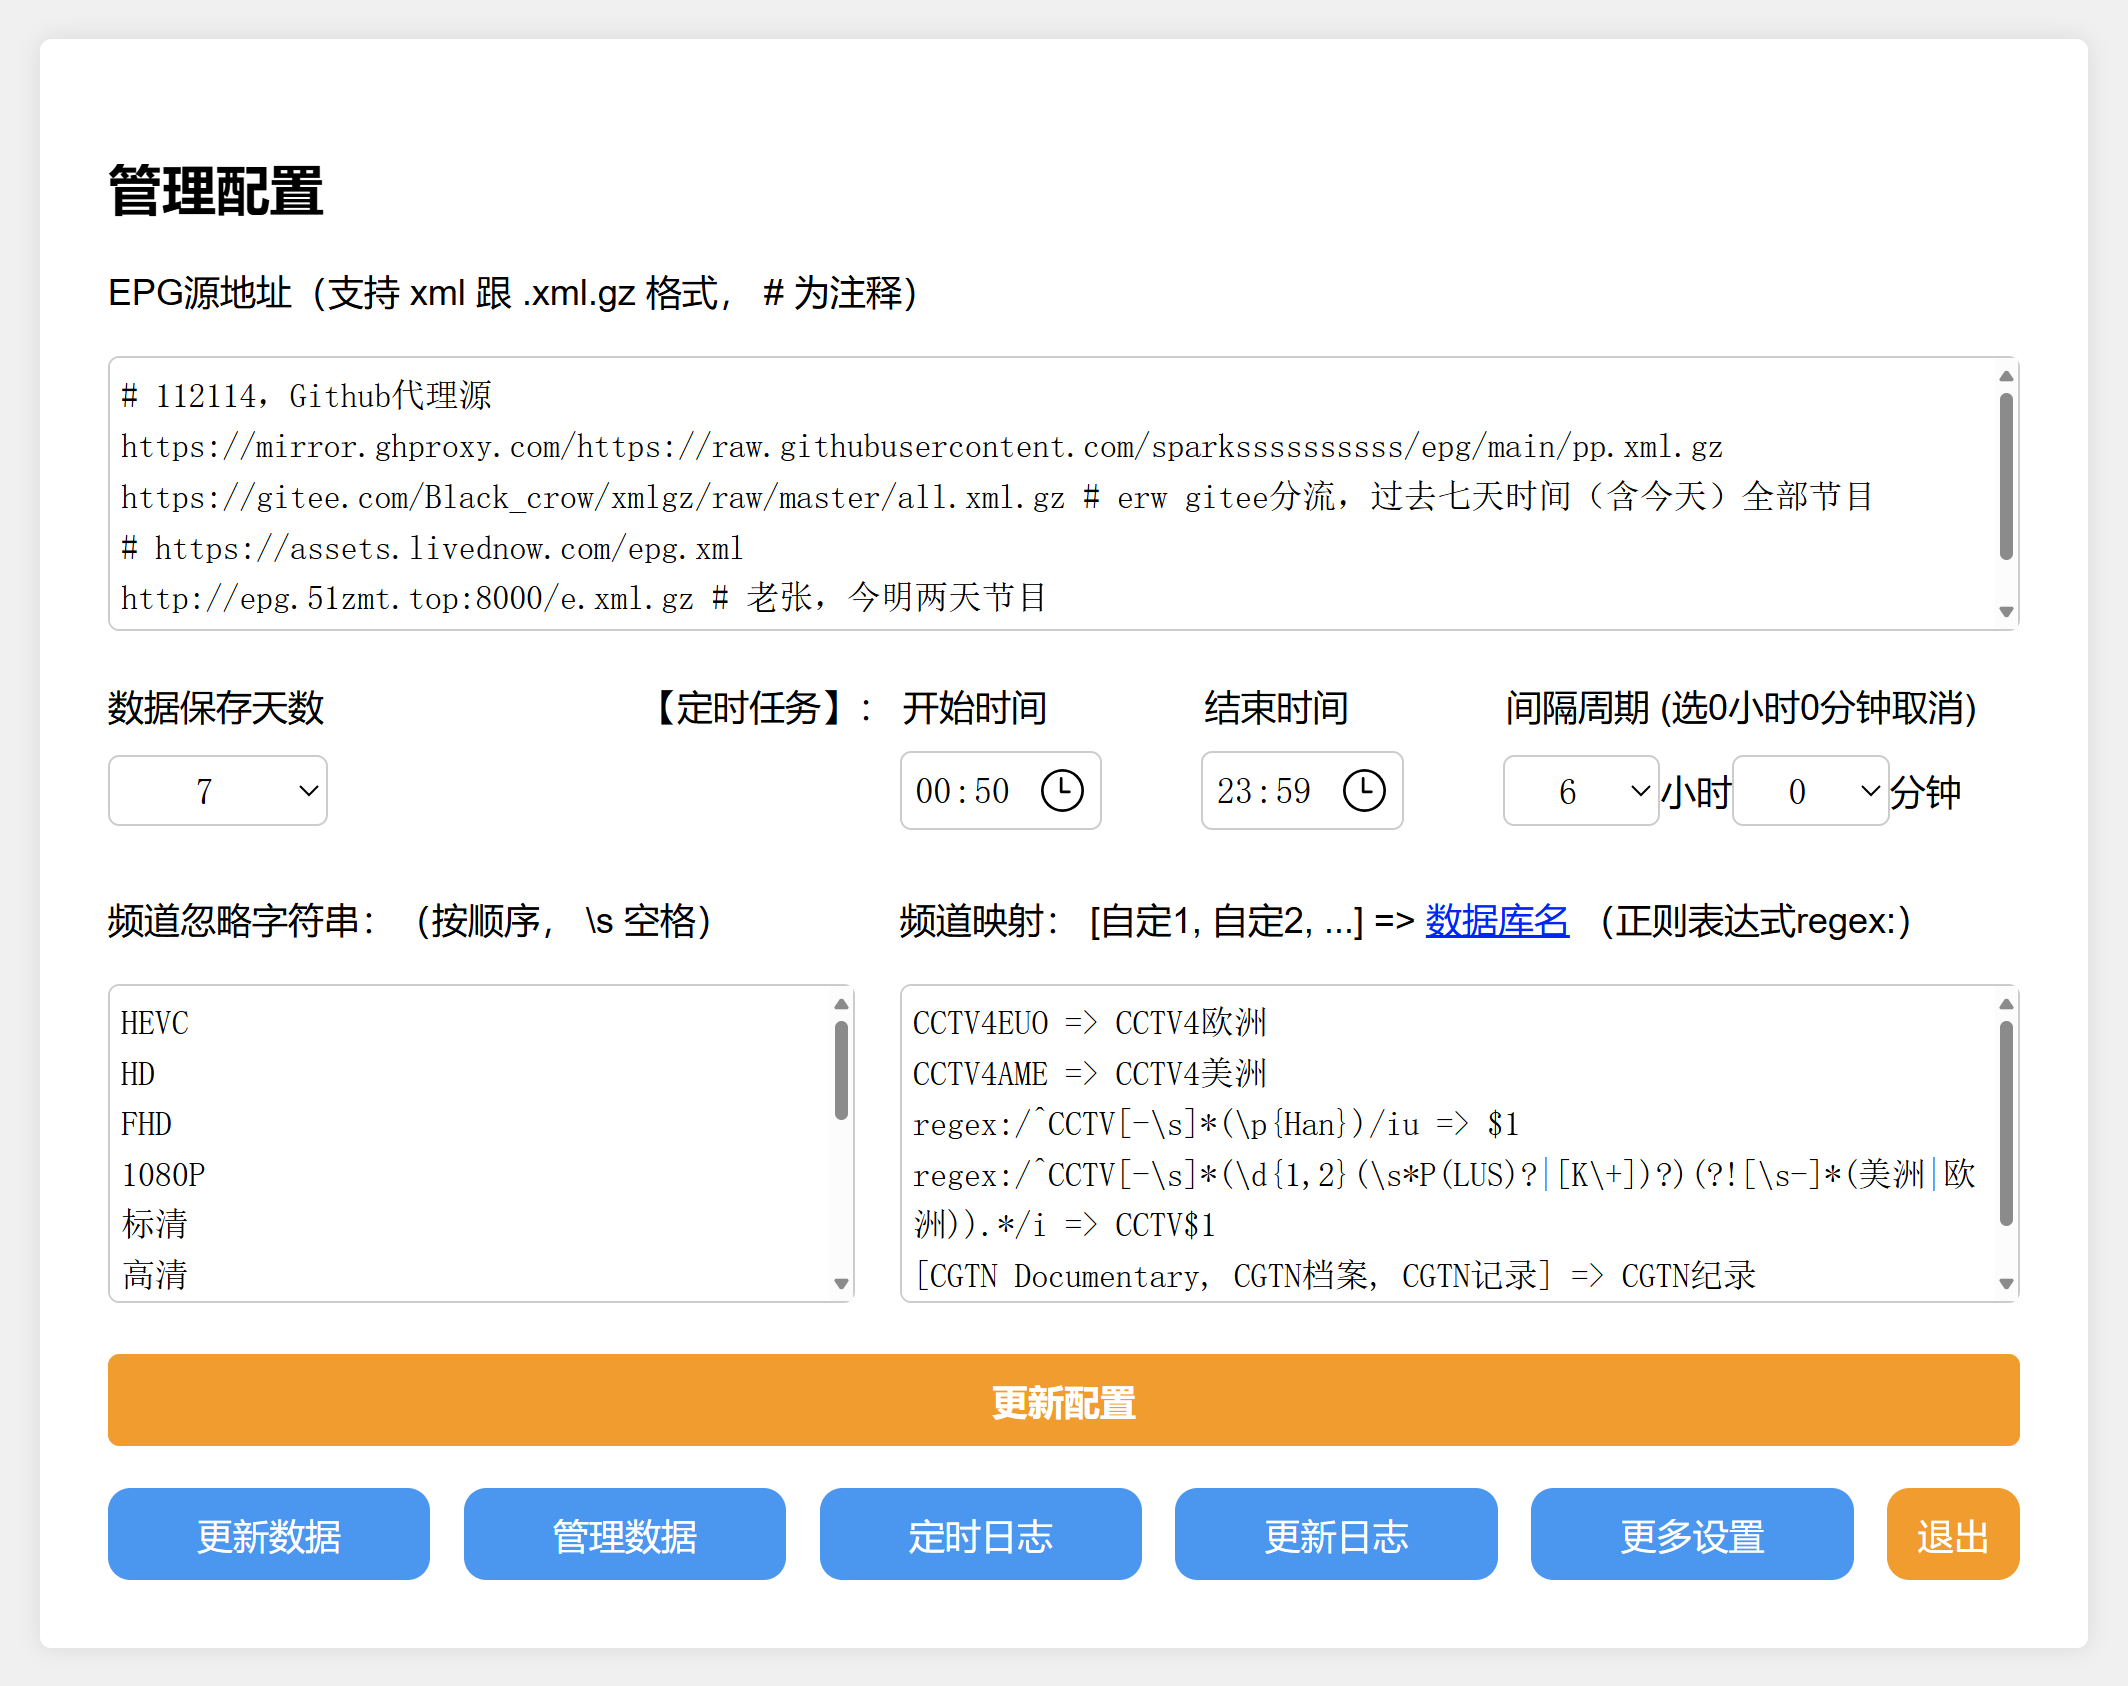 管理配置
EPG源地址（支持 xml 跟 .xml.gz 格式， # 为注释）
# 112114，Github代理源
https://mirror.ghproxy.com/https://raw.githubusercontent.com/sparkssssssssss/epg/main/pp.xml.gz
https://gitee.com/Black_crow/xmlgz/raw/master/all.xml.gz # erw gitee分流，过去七天时间（含今天）全部节目
# https://assets.livednow.com/epg.xml
http://epg.51zmt.top:8000/e.xml.gz # 老张，今明两天节目
数据保存天数 【定时任务】： 开始时间 结束时间 间隔周期 (选0小时0分钟取消)
7 00:50 23:59 6 小时 0 分钟
频道忽略字符串：（按顺序， \s 空格）
HEVC
HD
FHD
1080P
标清
高清
频道映射： [自定1, 自定2, ...] => 数据库名 （正则表达式regex:）
CCTV4EUO => CCTV4欧洲
CCTV4AME => CCTV4美洲
regex:/^CCTV[-\s]*(\p{Han})/iu => $1
regex:/^CCTV[-\s]*(\d{1,2}(\s*P(LUS)?|[K\+])?)(?![\s-]*(美洲|欧
洲)).*/i => CCTV$1
[CGTN Documentary, CGTN档案, CGTN记录] => CGTN纪录
更新配置
更新数据 管理数据 定时日志 更新日志 更多设置 退出